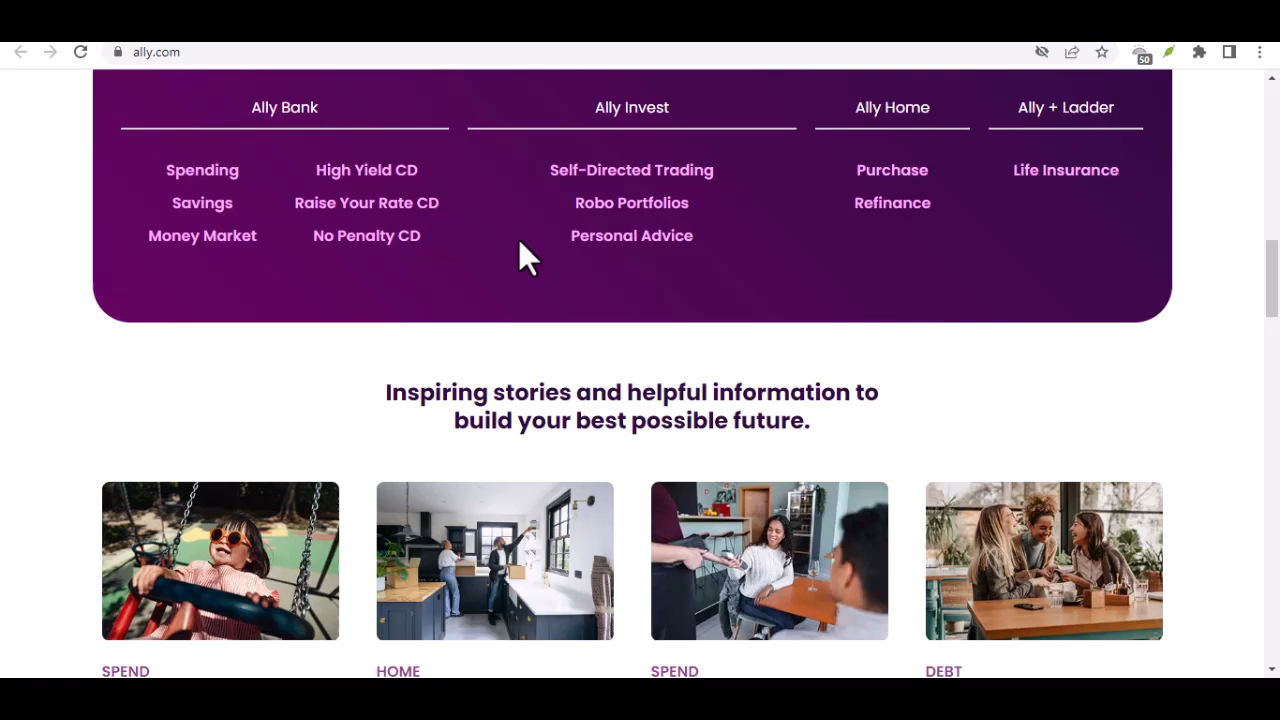 ally.com
50
Ally Bank
Ally Invest
Ally Home
Ally + Ladder
Spending
High Yield CD
Self-Directed Trading
Purchase
Life Insurance
Savings
Raise Your Rate CD
Robo Portfolios
Refinance
Money Market
No Penalty CD
Personal Advice
Inspiring stories and helpful information to
build your best possible future.
SPEND
HOME
SPEND
DEBT